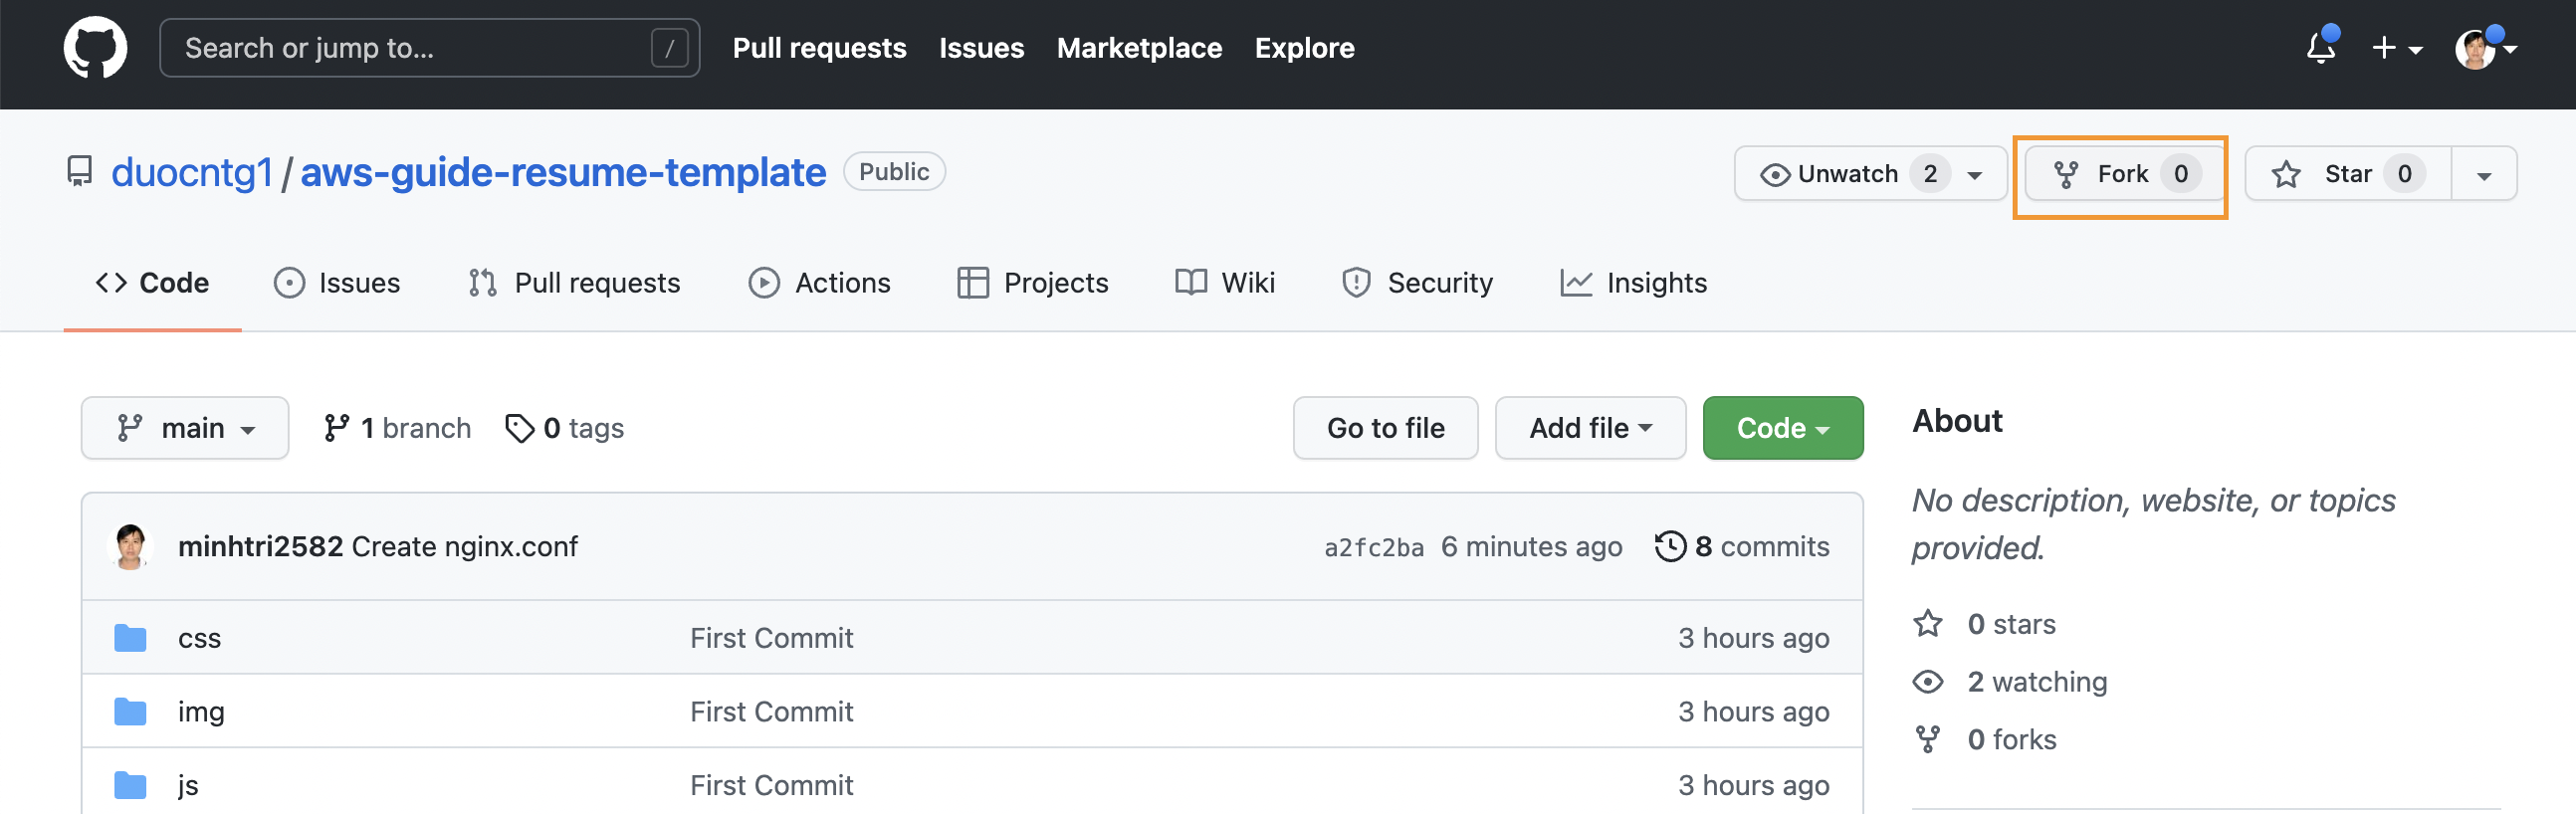 Search or jump to... / Pull requests Issues Marketplace Explore
duocntg1 / aws-guide-resume-template Public Unwatch 2 Fork 0 Star 0
Code Issues Pull requests Actions Projects Wiki Security Insights
main 1 branch 0 tags Go to file Add file Code
About
No description, website, or topics
provided.
minhtri2582 Create nginx.conf a2fc2ba 6 minutes ago 8 commits
css First Commit 3 hours ago
img First Commit 3 hours ago
js First Commit 3 hours ago
0 stars
2 watching
0 forks